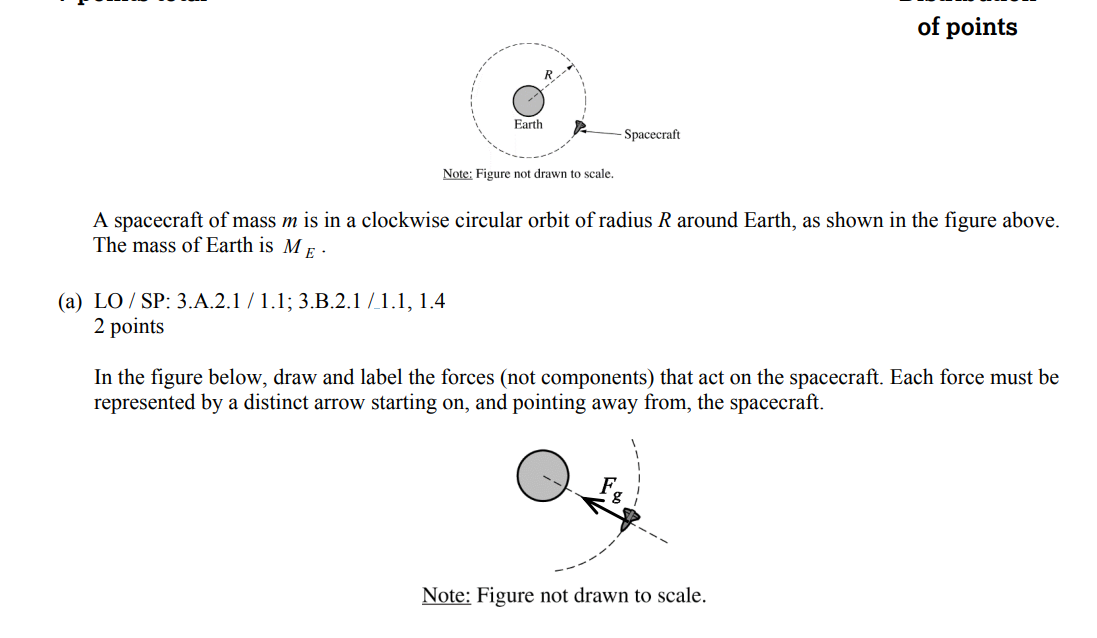 of points
R
Earth
Spacecraft
Note: Figure not drawn to scale.
A spacecraft of mass m is in a clockwise circular orbit of radius R around Earth, as shown in the figure above.
The mass of Earth is M E .
(a) LO / SP: 3.A.2.1 / 1.1; 3.B.2.1 / 1.1, 1.4
2 points
In the figure below, draw and label the forces (not components) that act on the spacecraft. Each force must be
represented by a distinct arrow starting on, and pointing away from, the spacecraft.
F g
Note: Figure not drawn to scale.